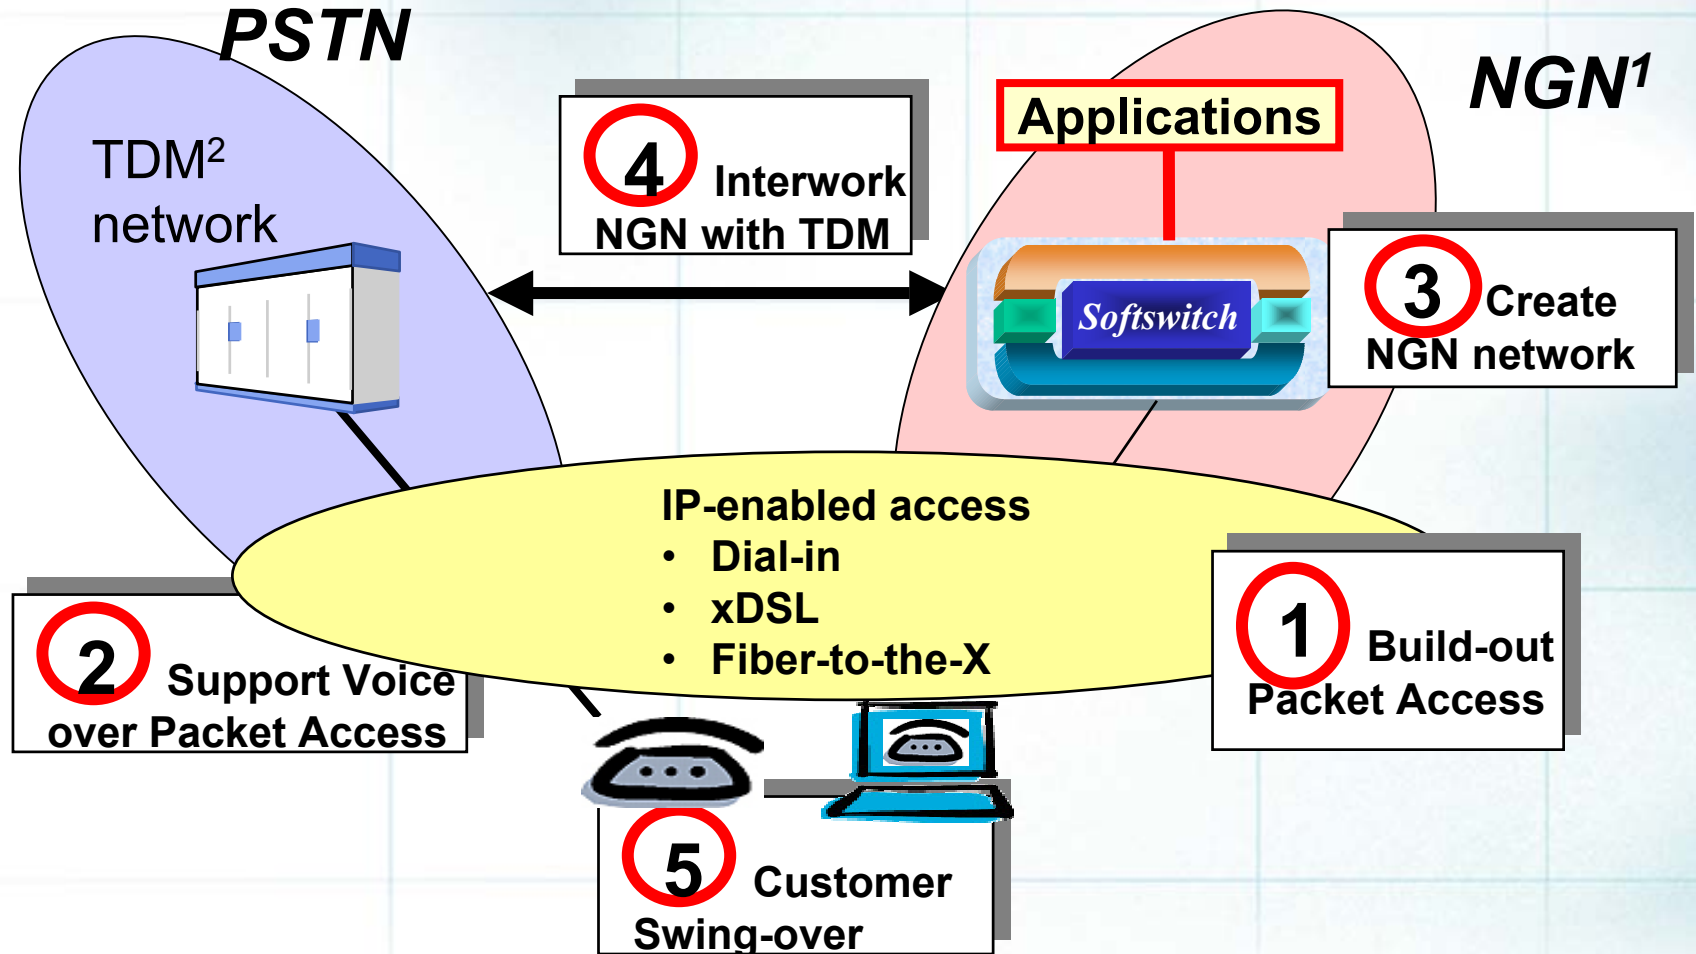 PSTN
NGN¹
TDM²
network
4 Interwork
NGN with TDM
Applications
Softswitch
3 Create
NGN network
IP-enabled access
• Dial-in
• xDSL
• Fiber-to-the-X
2 Support Voice
over Packet Access
1 Build-out
Packet Access
5 Customer
Swing-over